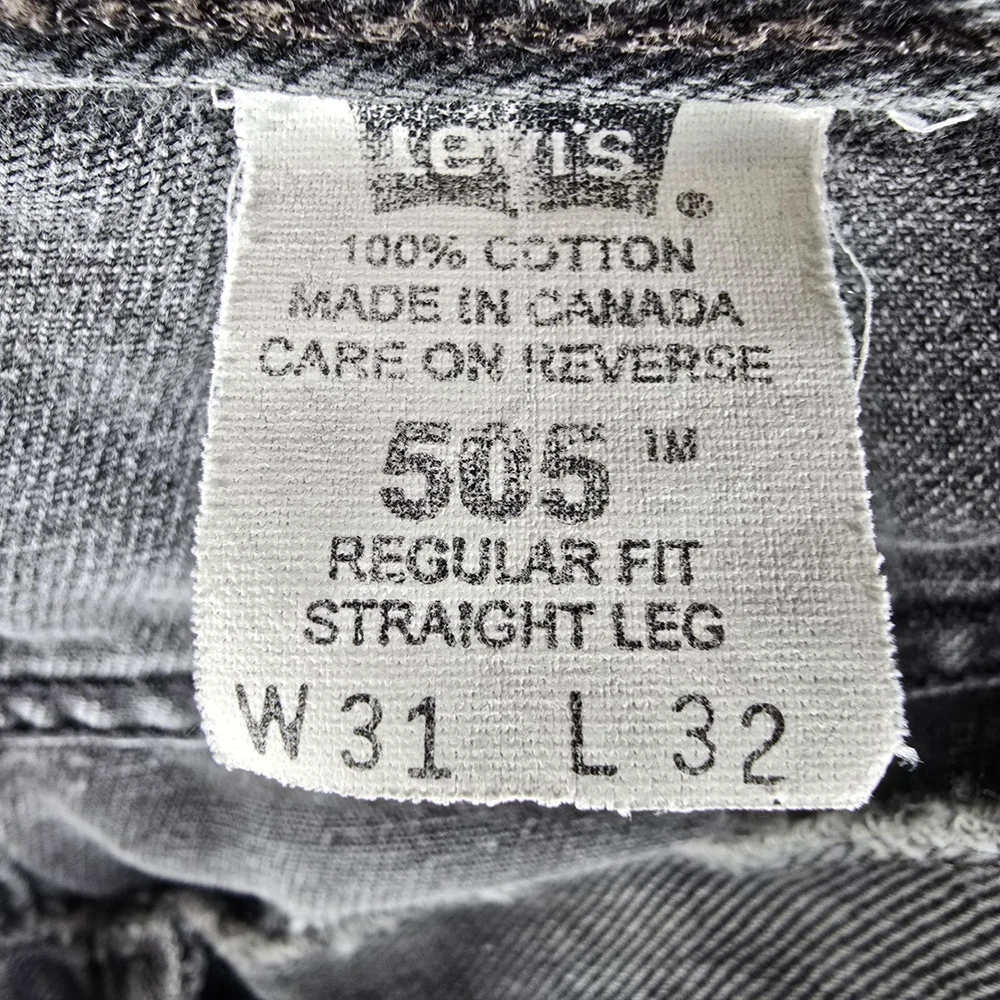 Levi's ®
100% COTTON
MADE IN CANADA
CARE ON REVERSE
505 TM
REGULAR FIT
STRAIGHT LEG
W 31 L 32